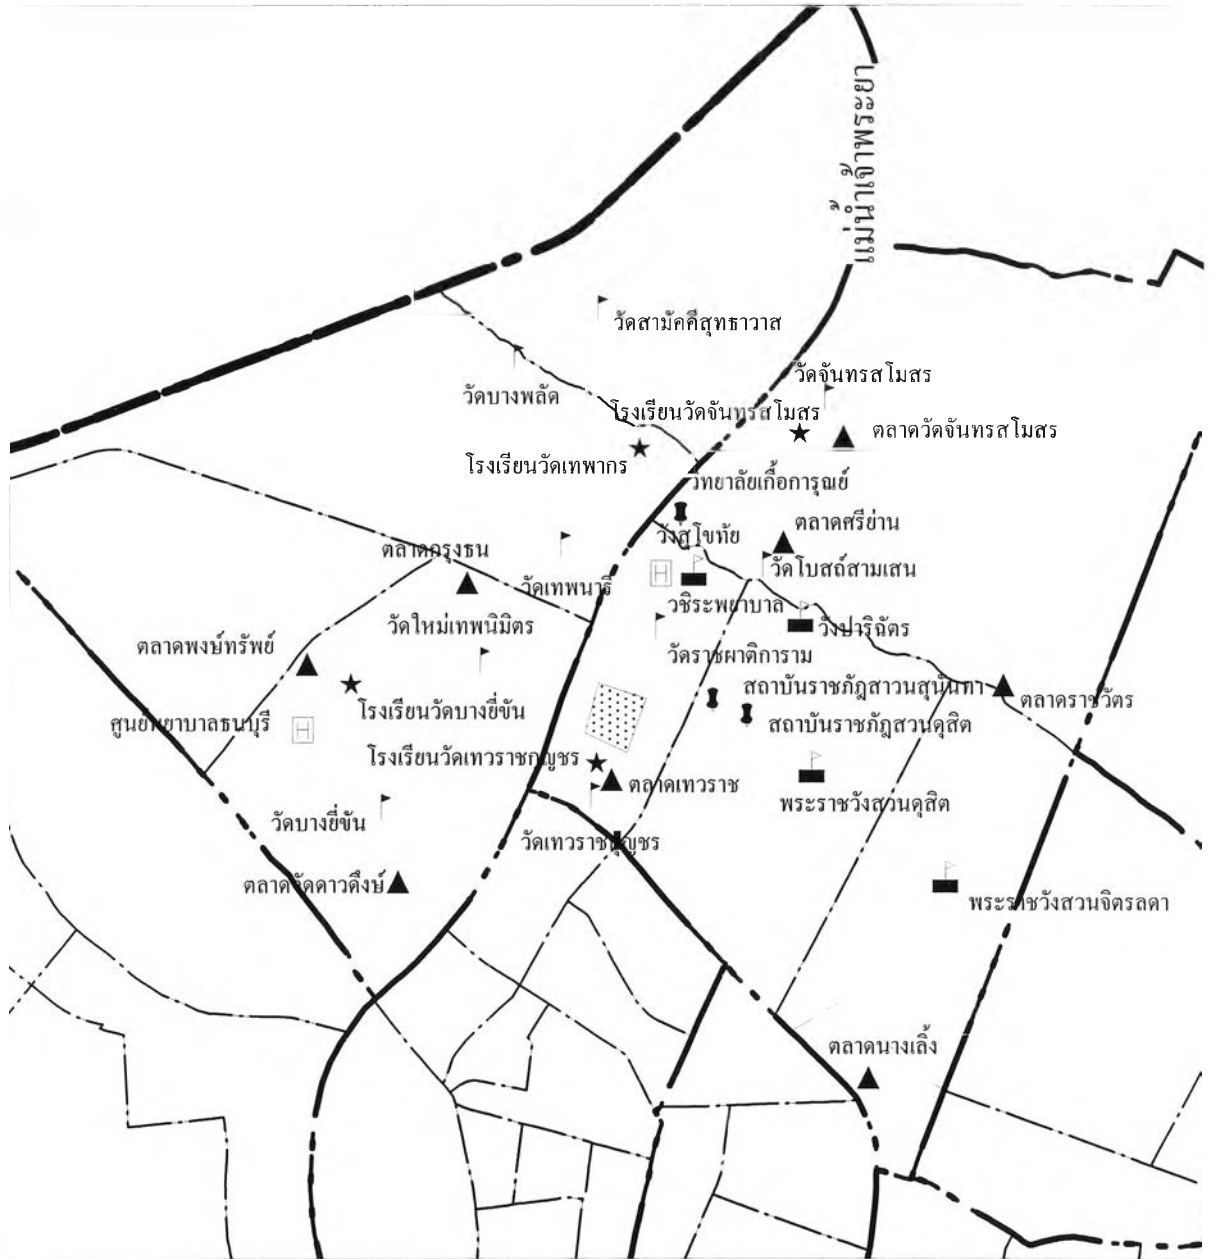 แม่น้ำเจ้าพระยา
วัดสามัคคีสุทธาวาส
วัดจันทรสโมสร
วัดบางพลัด
โรงเรียนวัดจันทรสโมสร
ตลาดวัดจันทรสโมสร
โรงเรียนวัดเทพากร
วิทยาลัยเกื้อการุณย์
ตลาดศรีย่าน
วังสุโขทัย
ตลาดกรุงธน
วัดเทพนารี
วัดโบสถ์สามเสน
วชิระพยาบาล
วัดใหม่เทพนิมิตร
วังปาริฉัตร
ตลาดพงษ์ทรัพย์
วัดราชผาติการาม
สถาบันราชภัฎสาวนสุนันทา
ตลาดราชวัตร
โรงเรียนวัดบางยี่ขัน
ศูนย์พยาบาลธนบุรี
สถาบันราชภัฎสวนดุสิต
โรงเรียนวัดเทวราชกุญชร
ตลาดเทวราช
พระราชวังสวนดุสิต
วัดบางยี่ขัน
วัดเทวราชกุญชร
ตลาดวัดดาวดึงษ์
พระราชวังสวนจิตรลดา
ตลาดนางเลิ้ง
H
H